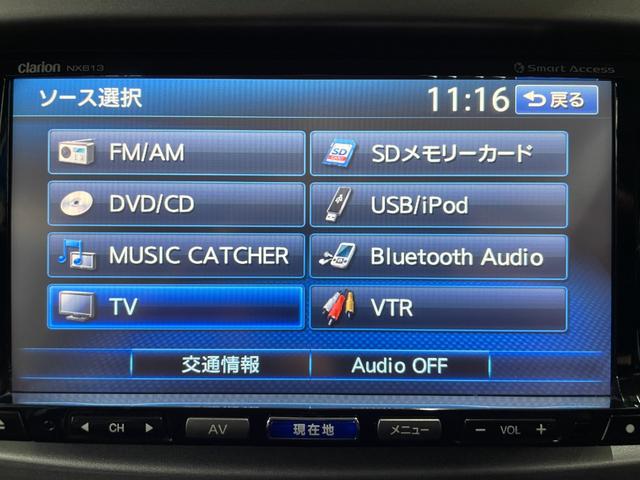 clarion NX613
Smart Access
ソース選択
11:16
戻る
FM/AM
SDメモリーカード
DVD/CD
USB/iPod
MUSIC CATCHER
Bluetooth Audio
TV
VTR
交通情報
Audio OFF
CH
AV
現在地
メニュー
− VOL +